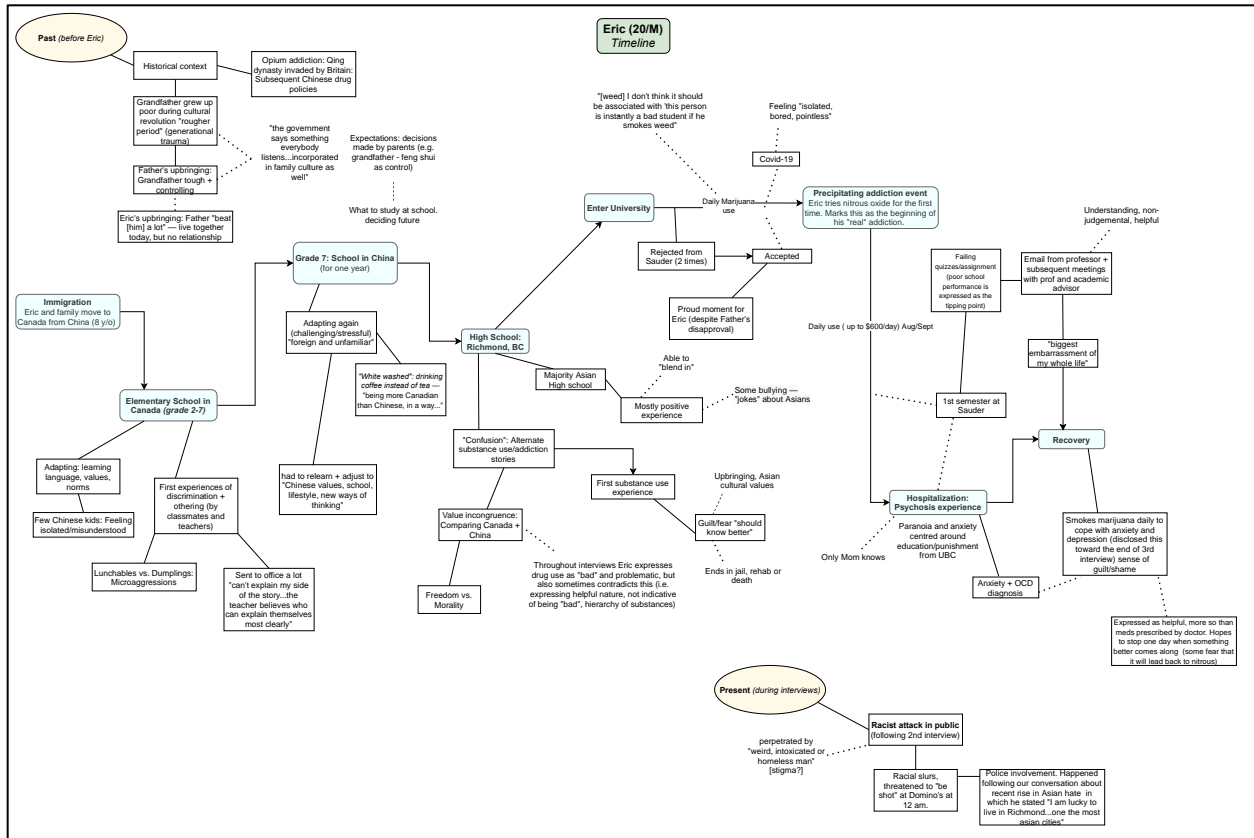 Eric (20/M)
Timeline
Past (before Eric)
Historical context
Opium addiction: Qing
dynasty invaded by Britain:
Subsequent Chinese drug
policies
Grandfather grew up
poor during cultural
revolution "rougher
period" (generational
trauma)
"the government
says something
everybody
listens...incorporated
in family culture as
well"
Father's upbringing:
Grandfather tough +
controlling
Eric's upbringing: Father "beat
[him] a lot" — live together
today, but no relationship
Expectations: decisions
made by parents (e.g.
grandfather - feng shui
as control)
What to study at school.
deciding future
Immigration
Eric and family move to
Canada from China (8 y/o)
Elementary School in
Canada (grade 2-7)
Adapting: learning
language, values,
norms
Few Chinese kids: Feeling
isolated/misunderstood
First experiences of
discrimination +
othering (by
classmates and
teachers)
Lunchables vs. Dumplings:
Microaggressions
Sent to office a lot
"can't explain my side
of the story...the
teacher believes who
can explain themselves
most clearly"
Grade 7: School in China
(for one year)
Adapting again
(challenging/stressful)
"foreign and unfamiliar"
"White washed": drinking
coffee instead of tea —
"being more Canadian
than Chinese, in a way..."
had to relearn + adjust to
"Chinese values, school,
lifestyle, new ways of
thinking"
High School:
Richmond, BC
Majority Asian
High school
Mostly positive
experience
Able to
"blend in"
Some bullying —
"jokes" about Asians
"Confusion": Alternate
substance use/addiction
stories
First substance use
experience
Upbringing, Asian
cultural values
Guilt/fear "should
know better"
Ends in jail, rehab or
death
Value incongruence:
Comparing Canada +
China
Freedom vs.
Morality
Throughout interviews Eric expresses
drug use as "bad" and problematic, but
also sometimes contradicts this (i.e.
expressing helpful nature, not indicative
of being "bad", hierarchy of substances)
Enter University
"[weed] I don't think it should
be associated with 'this person
is instantly a bad student if he
smokes weed"
Feeling "isolated,
bored, pointless"
Covid-19
Daily Marijuana
use
Rejected from
Sauder (2 times)
Accepted
Proud moment for
Eric (despite Father's
disapproval)
Precipitating addiction event
Eric tries nitrous oxide for the first
time. Marks this as the beginning of
his "real" addiction.
Daily use ( up to $600/day) Aug/Sept
Failing
quizzes/assignment
(poor school
performance is
expressed as the
tipping point)
Understanding, non-
judgemental, helpful
Email from professor +
subsequent meetings
with prof and academic
advisor
"biggest
embarrassment of
my whole life"
1st semester at
Sauder
Recovery
Hospitalization:
Psychosis experience
Paranoia and anxiety
centred around
education/punishment
from UBC
Only Mom knows
Anxiety + OCD
diagnosis
Smokes marijuana daily to
cope with anxiety and
depression (disclosed this
toward the end of 3rd
interview) sense of
guilt/shame
Expressed as helpful, more so than
meds prescribed by doctor. Hopes
to stop one day when something
better comes along (some fear that
it will lead back to nitrous)
Present (during interviews)
Racist attack in public
(following 2nd interview)
perpetrated by
"weird, intoxicated or
homeless man"
[stigma?]
Racial slurs,
threatened to "be
shot" at Domino's at
12 am.
Police involvement. Happened
following our conversation about
recent rise in Asian hate in
which he stated "I am lucky to
live in Richmond...one the most
asian cities"